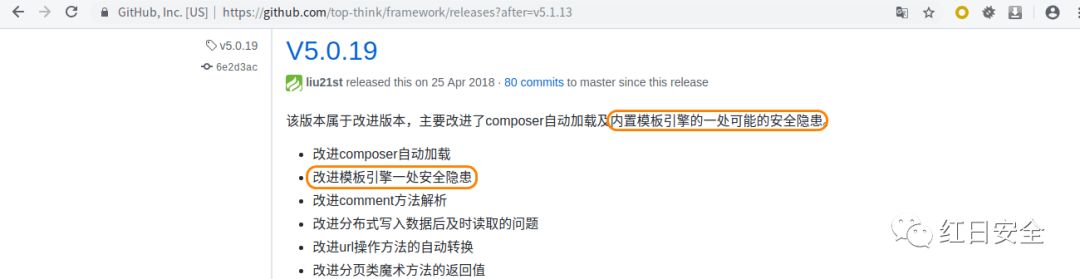 GitHub, Inc. [US] | https://github.com/top-think/framework/releases?after=v5.1.13
v5.0.19
6e2d3ac
V5.0.19
liu21st released this on 25 Apr 2018 · 80 commits to master since this release
该版本属于改进版本，主要改进了composer自动加载及内置模板引擎的一处可能的安全隐患。
• 改进composer自动加载
• 改进模板引擎一处安全隐患
• 改进comment方法解析
• 改进分布式写入数据后及时读取的问题
• 改进url操作方法的自动转换
• 改进分页类魔术方法的返回值
红日安全